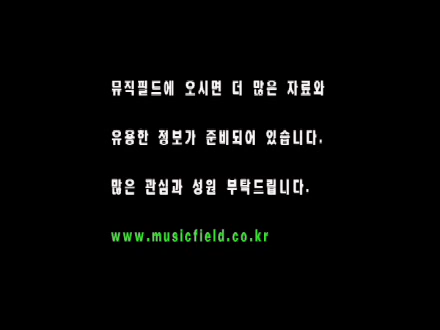 뮤직필드에 오시면 더 많은 자료와
유용한 정보가 준비되어 있습니다.
많은 관심과 성원 부탁드립니다.
www.musicfield.co.kr